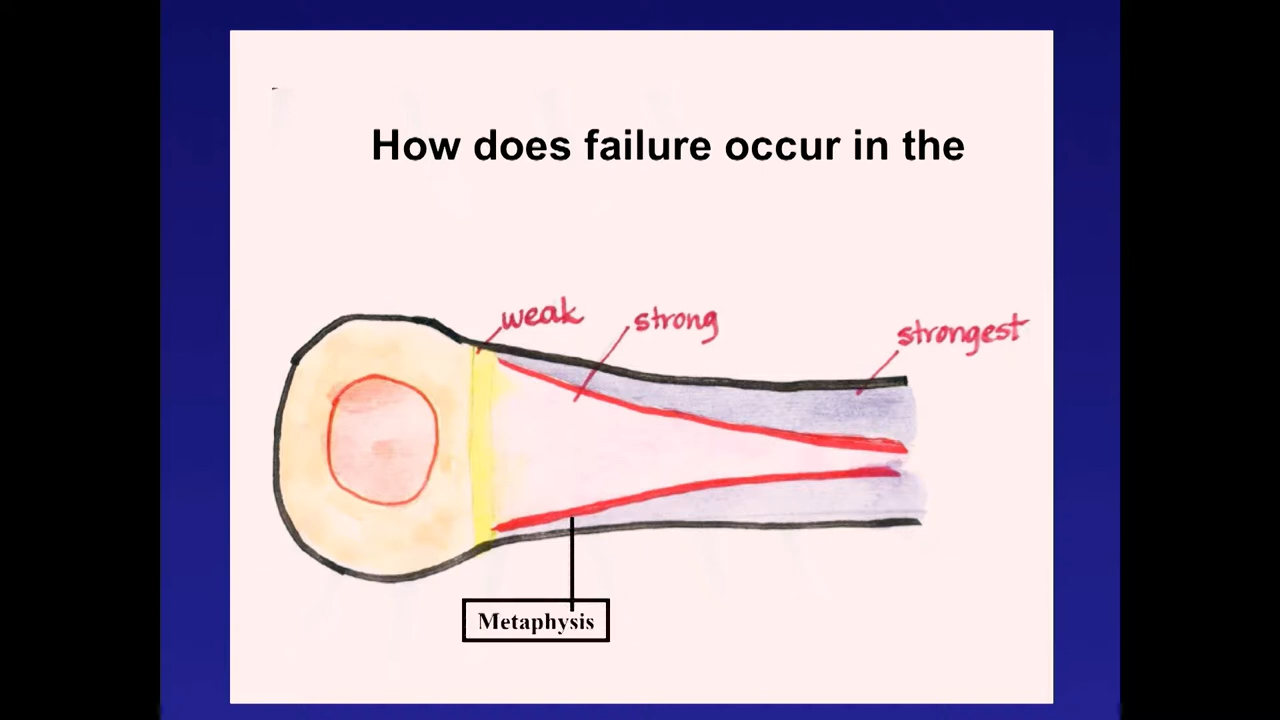 How does failure occur in the
weak
strong
strongest
Metaphysis